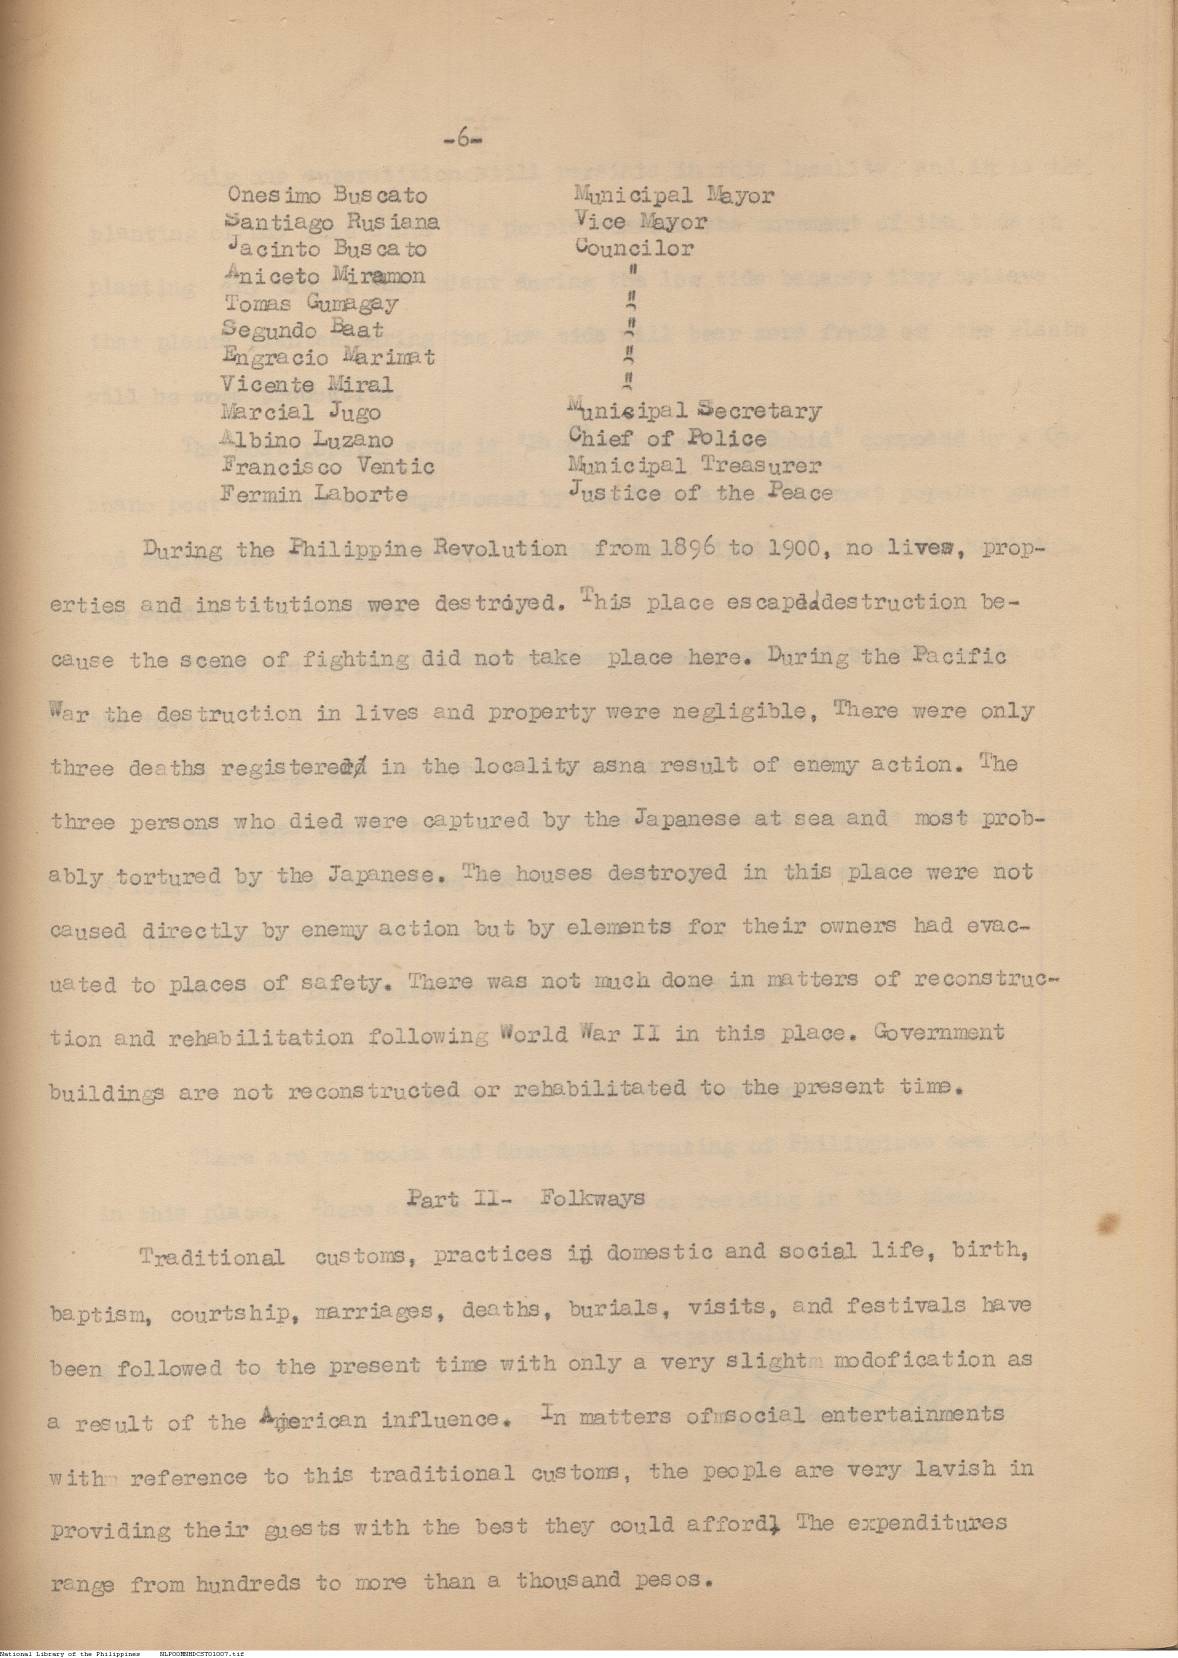 -6-
Onesimo Buscato Municipal Mayor
Santiago Rusiana Vice Mayor
Jacinto Buscato Councilor
Aniceto Miramon "
Tomas Gumagay "
Segundo Baat "
Engracio Marimat "
Vicente Miral "
Marcial Jugo Municipal Secretary
Albino Luzano Chief of Police
Francisco Ventic Municipal Treasurer
Fermin Laborte Justice of the Peace
During the Philippine Revolution from 1896 to 1900, no lives, prop-
erties and institutions were destroyed. This place escaped destruction be-
cause the scene of fighting did not take place here. During the Pacific
War the destruction in lives and property were negligible, There were only
three deaths registered in the locality asna result of enemy action. The
three persons who died were captured by the Japanese at sea and most prob-
ably tortured by the Japanese. The houses destroyed in this place were not
caused directly by enemy action but by elements for their owners had evac-
uated to places of safety. There was not much done in matters of reconstruc-
tion and rehabilitation following World War II in this place. Government
buildings are not reconstructed or rehabilitated to the present time.
Part II- Folkways
Traditional customs, practices in domestic and social life, birth,
baptism, courtship, marriages, deaths, burials, visits, and festivals have
been followed to the present time with only a very slightm modofication as
a result of the American influence. In matters ofmsocial entertainments
with reference to this traditional customs, the people are very lavish in
providing their guests with the best they could afford. The expenditures
range from hundreds to more than a thousand pesos.
National Library of the Philippines NLPOOMNHDCST01007.tif